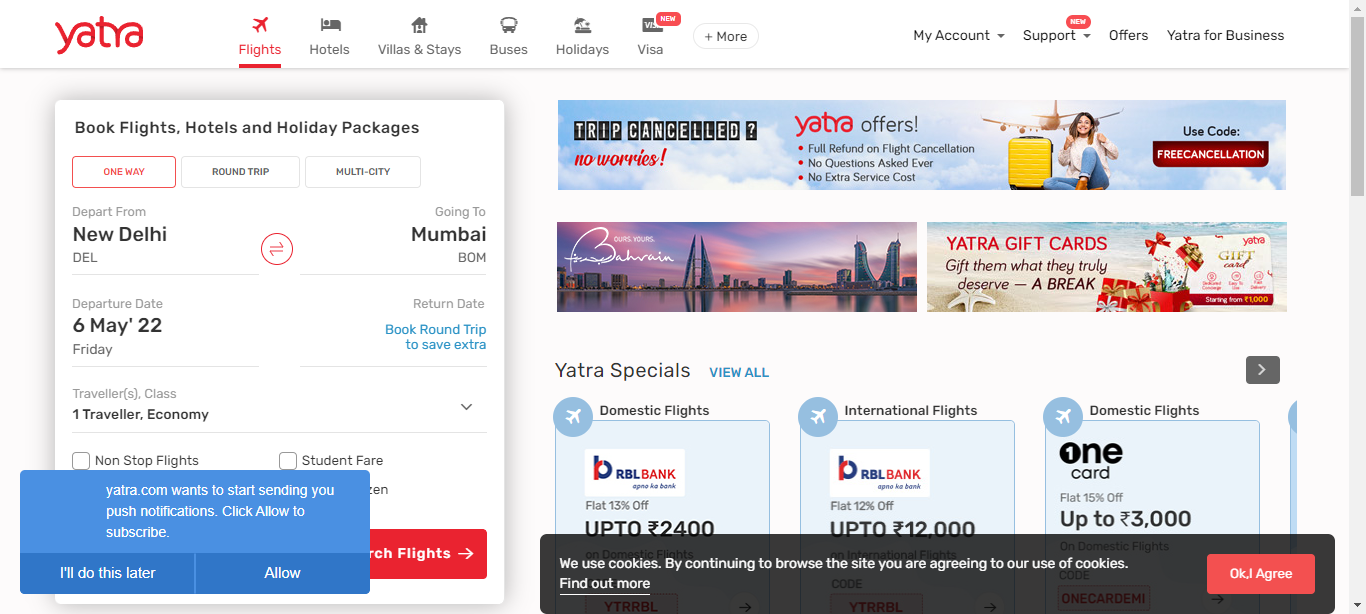 yatra
Flights
Hotels
Villas & Stays
Buses
Holidays
VISA
NEW
Visa
+ More
My Account
NEW
Support
Offers
Yatra for Business
Book Flights, Hotels and Holiday Packages
ONE WAY
ROUND TRIP
MULTI-CITY
Depart From
New Delhi
DEL
Going To
Mumbai
BOM
Departure Date
6 May' 22
Friday
Return Date
Book Round Trip
to save extra
Traveller(s), Class
1 Traveller, Economy
Non Stop Flights
Student Fare
yatra.com wants to start sending you
push notifications. Click Allow to
subscribe.
I'll do this later
Allow
Flights
TRIP CANCELLED ?
no worries!
yatra offers!
• Full Refund on Flight Cancellation
• No Questions Asked Ever
• No Extra Service Cost
Use Code:
FREECANCELLATION
OURS. YOURS.
Bahrain
YATRA GIFT CARDS
Gift them what they truly
deserve — A BREAK
yatra
GIFT
card
Starting from ₹1,000
Yatra Specials
VIEW ALL
Domestic Flights
RBLBANK
apno ka bank
Flat 13% Off
UPTO ₹2400
on Domestic Flights
YTRRBL
International Flights
RBLBANK
apno ka bank
Flat 12% Off
UPTO ₹12,000
on International Flights
CODE
YTRRBL
Domestic Flights
one
card
Flat 15% Off
Up to ₹3,000
On Domestic Flights
CODE
ONECARDEMI
We use cookies. By continuing to browse the site you are agreeing to our use of cookies.
Find out more
Ok,I Agree